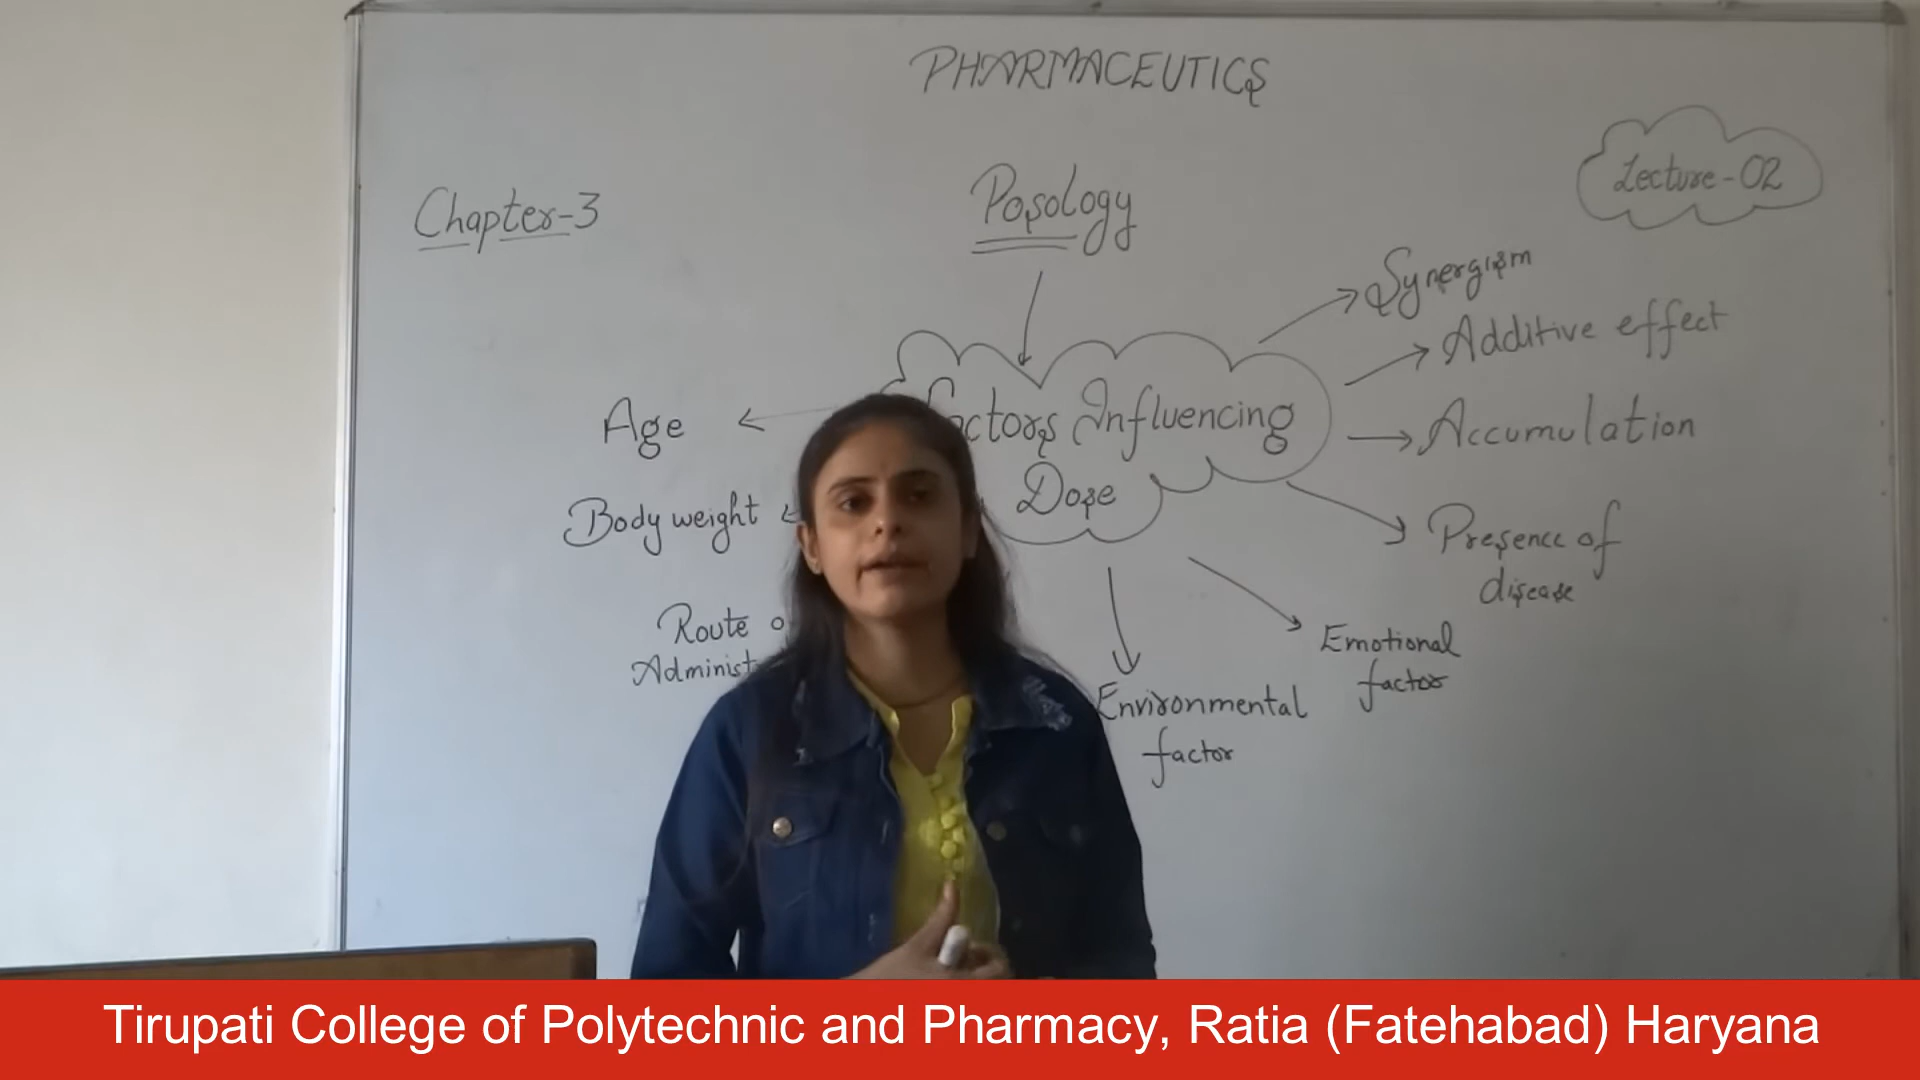 PHARMACEUTICS
Lecture-02
Chapter-3
Posology
Synergism
Additive effect
Factors Influencing
Dose
Age
Accumulation
Body weight
Presence of
disease
Route
Emotional
factor
Environmental
factor
Tirupati College of Polytechnic and Pharmacy, Ratia (Fatehabad) Haryana